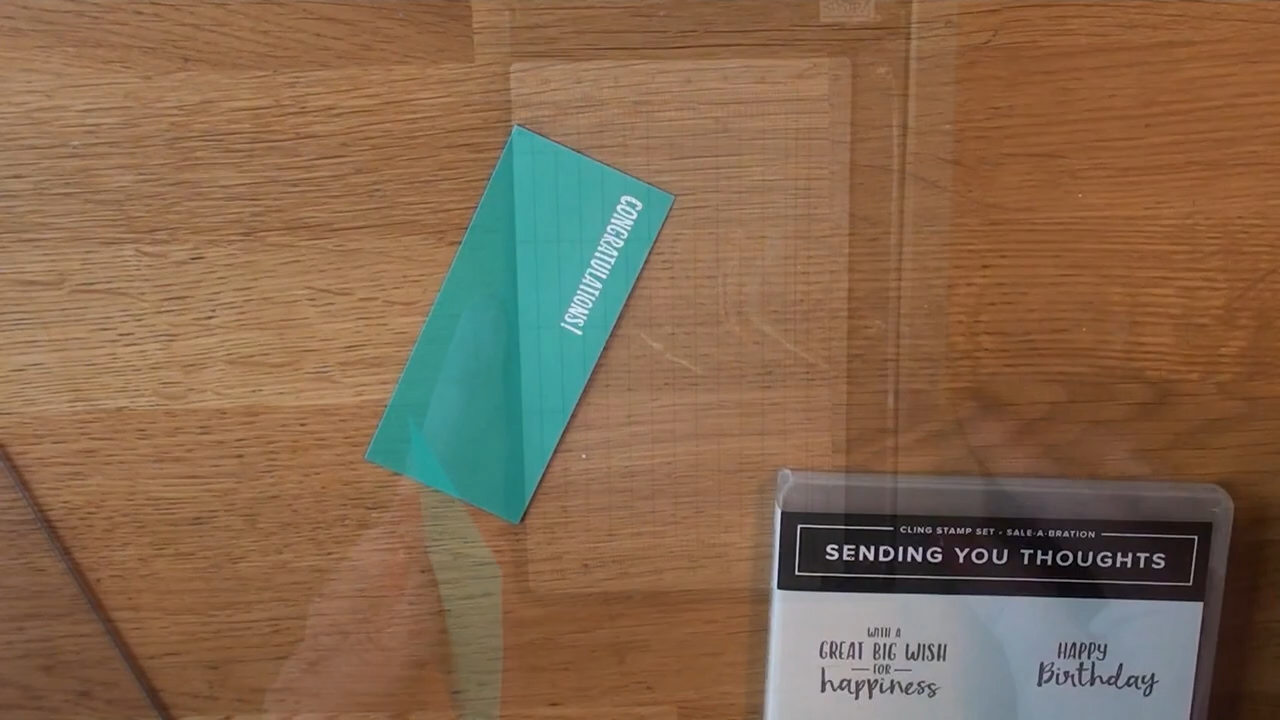 CONGRATULATIONS!
CLING STAMP SET • SALE-A-BRATION
SENDING YOU THOUGHTS
WITH A
GREAT BIG WISH
FOR
happiness
HAPPY
Birthday